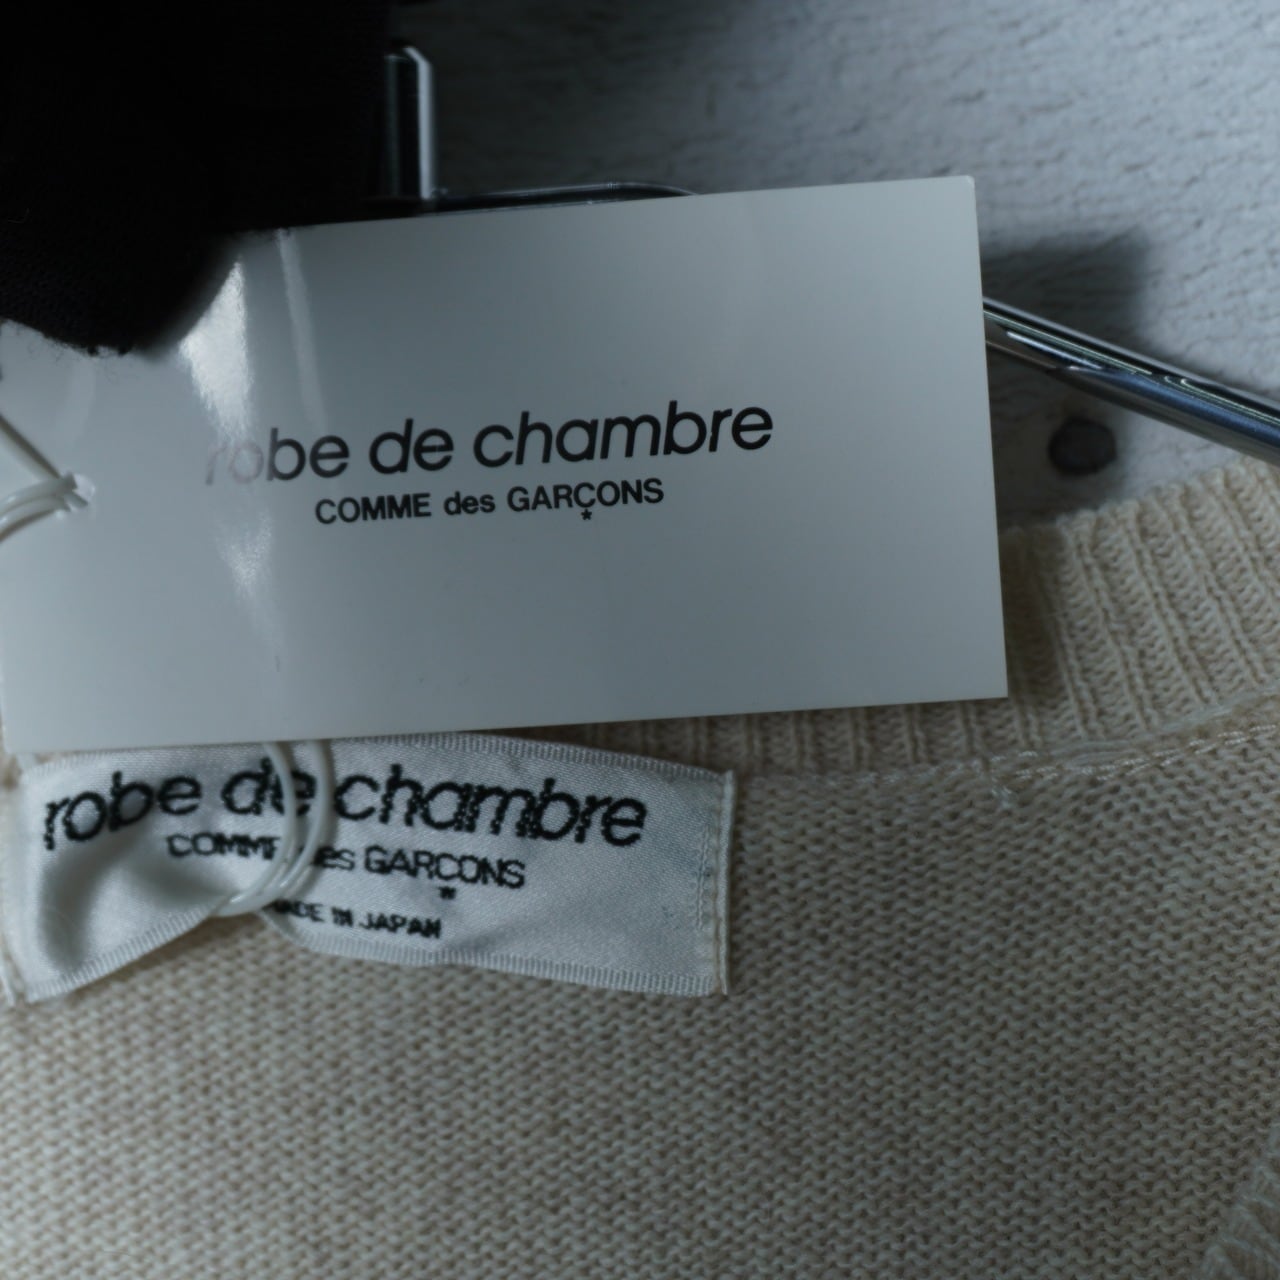 robe de chambre
COMME des GARÇONS
*
robe de chambre
COMME des GARCONS
*
MADE IN JAPAN